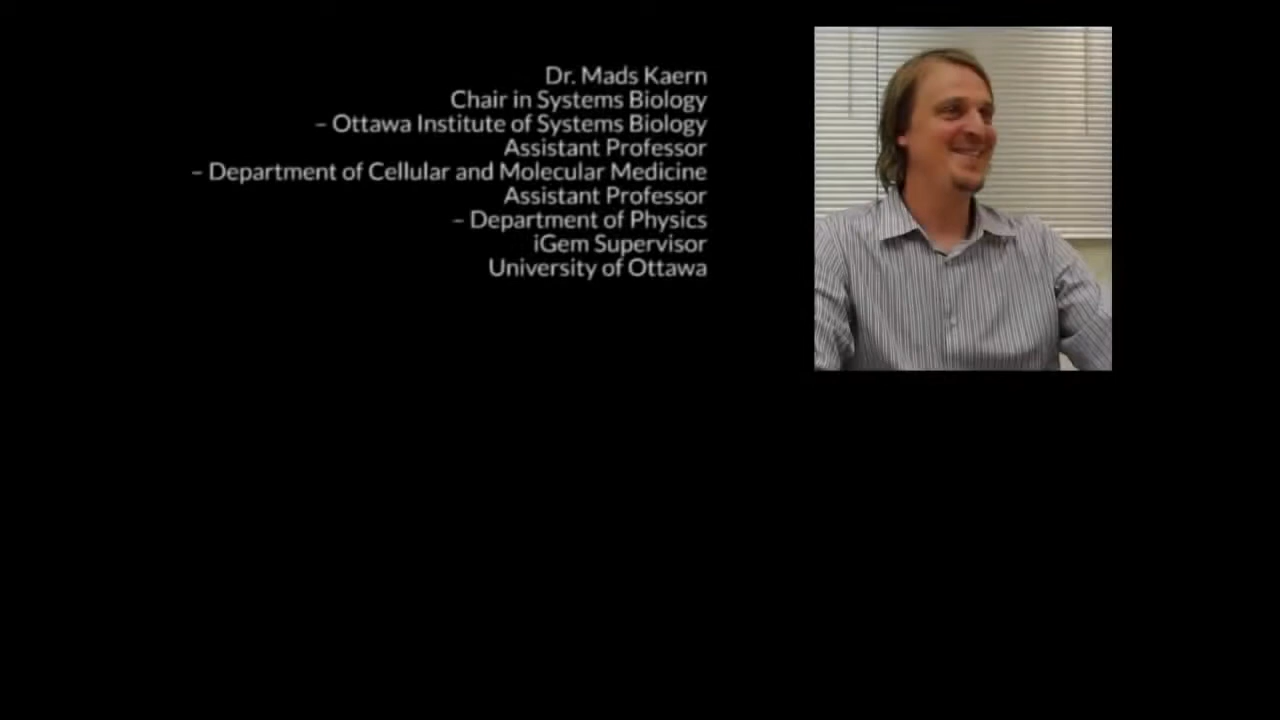 Dr. Mads Kaern
Chair in Systems Biology
– Ottawa Institute of Systems Biology
Assistant Professor
– Department of Cellular and Molecular Medicine
Assistant Professor
– Department of Physics
iGem Supervisor
University of Ottawa